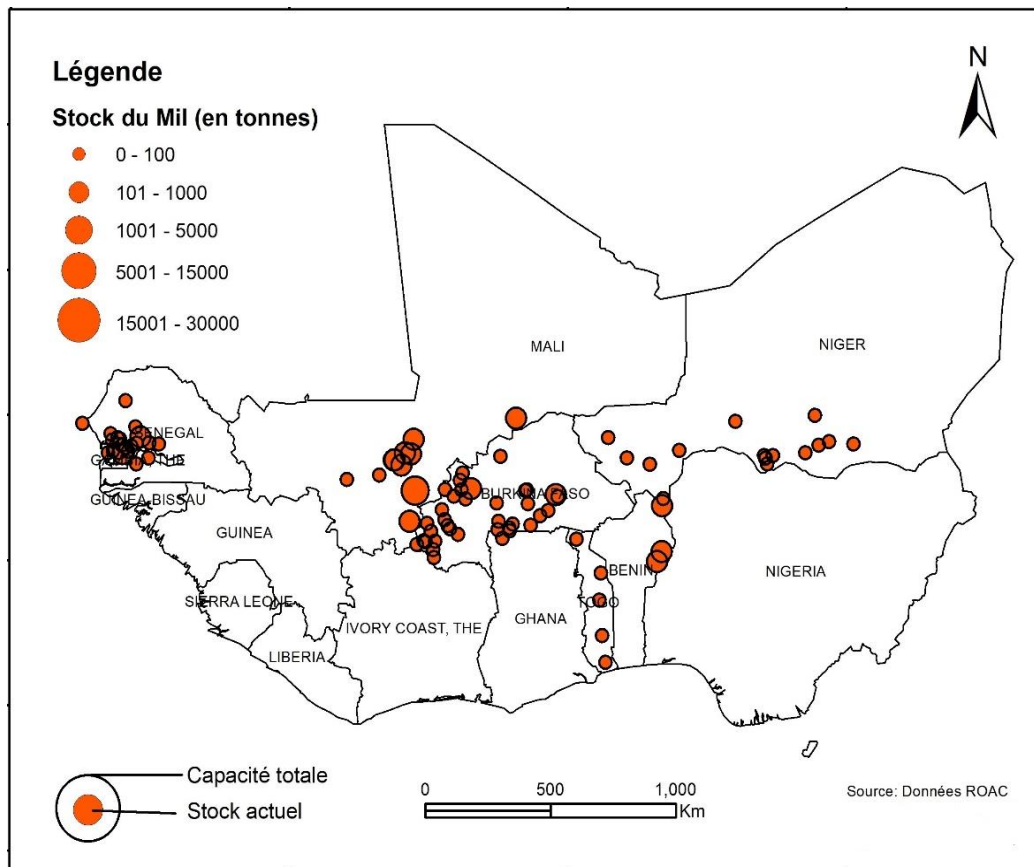 Légende
N
Stock du Mil (en tonnes)
0 - 100
101 - 1000
1001 - 5000
5001 - 15000
15001 - 30000
MALI
NIGER
SENEGAL
GAMBIA, THE
GUINEA-BISSAU
BURKINA FASO
GUINEA
BENIN
NIGERIA
SIERRA LEONE
TOGO
GHANA
IVORY COAST, THE
LIBERIA
Capacité totale
Stock actuel
0 500 1,000
Km
Source: Données ROAC